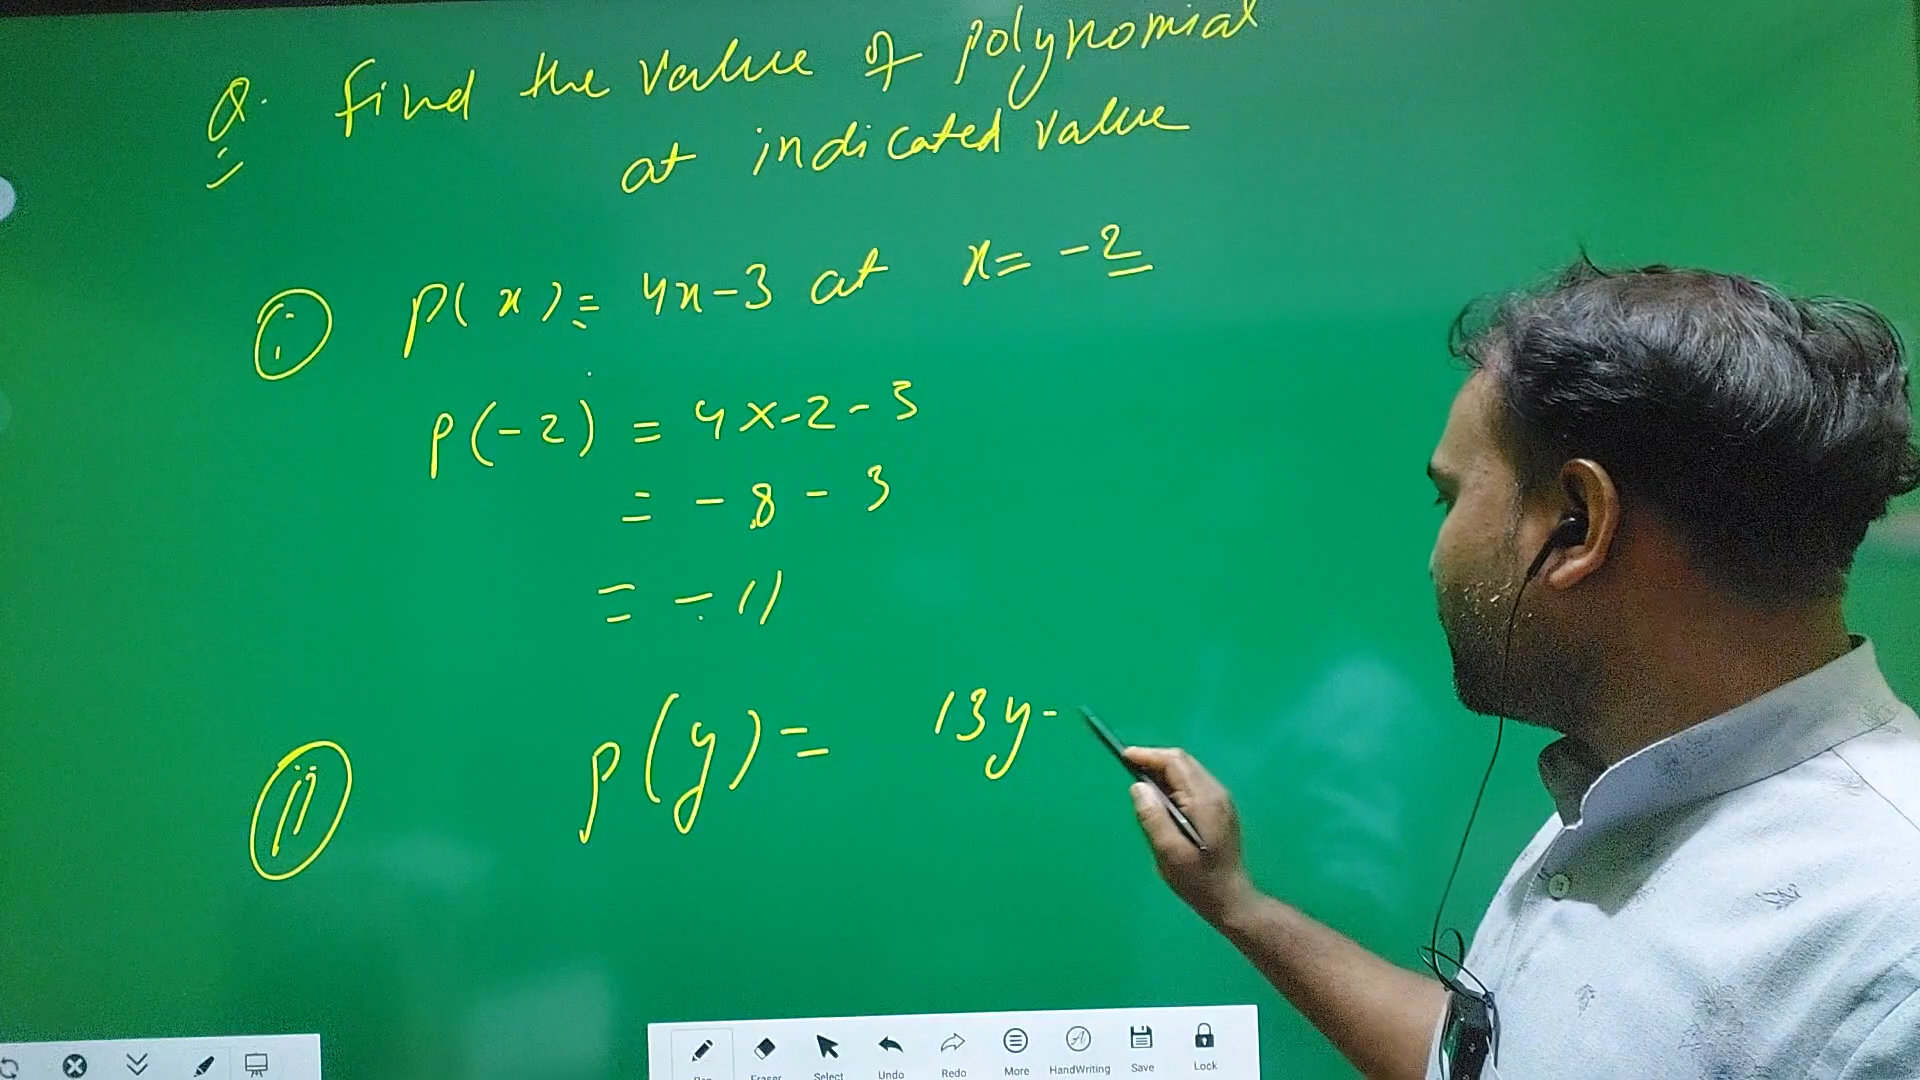 Q. Find the value of polynomial
at indicated value
(i) P(x) = 4x-3 at x = -2
P(-2) = 4x-2-3
= -8-3
= -11
(ii) P(y) = 13y-
Eraser Select Undo Redo More HandWriting Save Lock